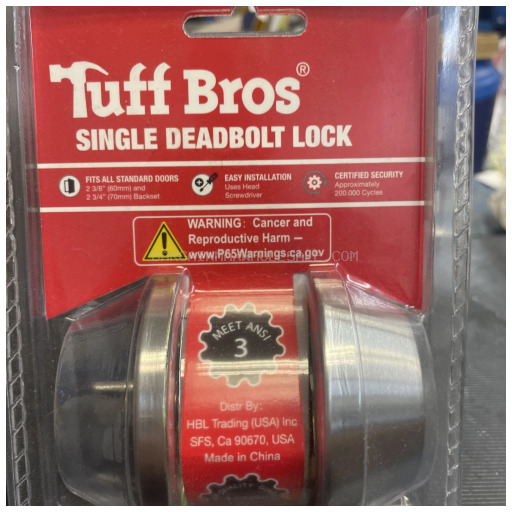 Tuff Bros®
SINGLE DEADBOLT LOCK
FITS ALL STANDARD DOORS
2 3/8" (60mm) and
2 3/4" (70mm) Backset
EASY INSTALLATION
Uses Head
Screwdriver
CERTIFIED SECURITY
Approximately
200.000 Cycles
WARNING: Cancer and
Reproductive Harm —
www.P65Warnings.ca.gov
MEET ANSI
3
Distr By:
HBL Trading (USA) Inc
SFS, Ca 90670, USA
Made in China